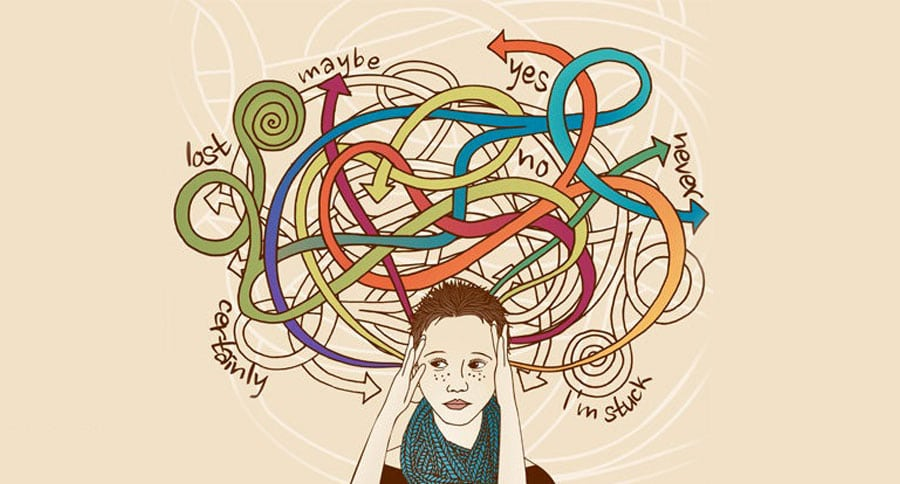 maybe
yes
lost
no
never
certainly
I'm stuck